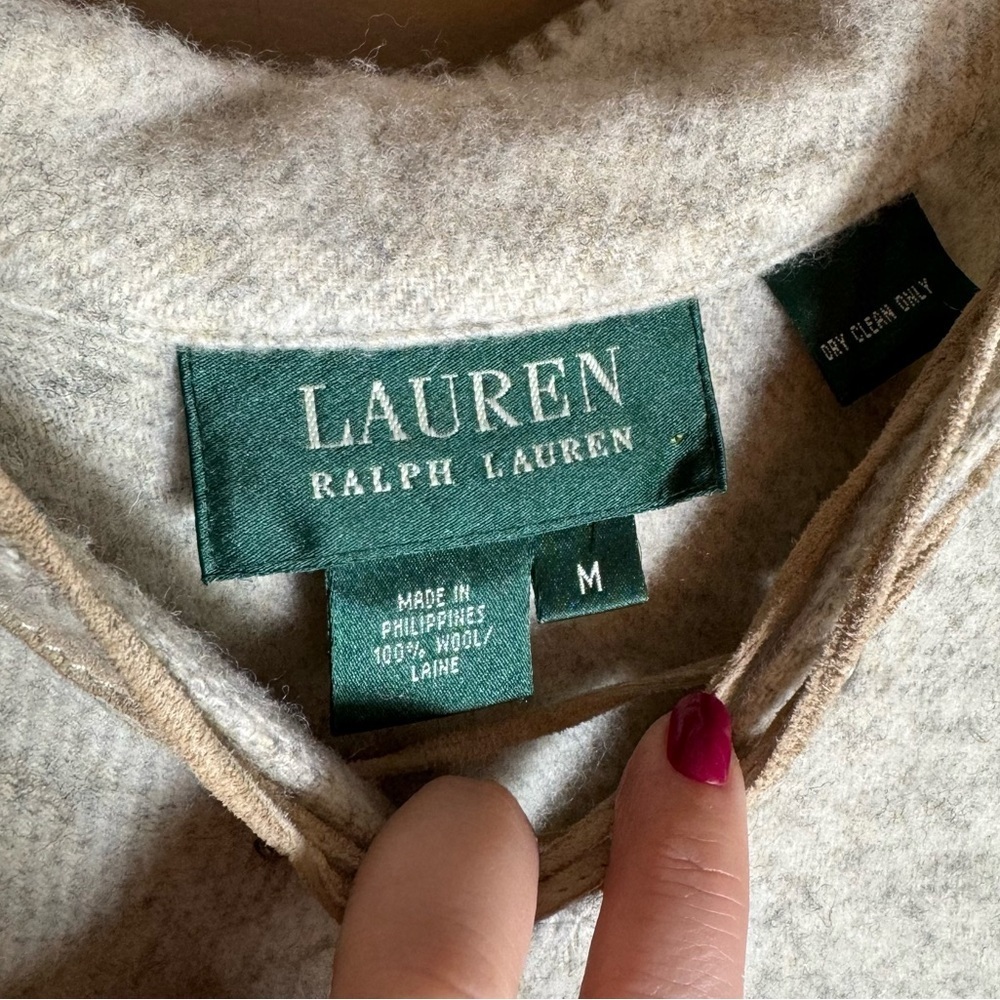 LAUREN
RALPH LAUREN
M
MADE IN
PHILIPPINES
100% WOOL/
LAINE
DRY CLEAN ONLY